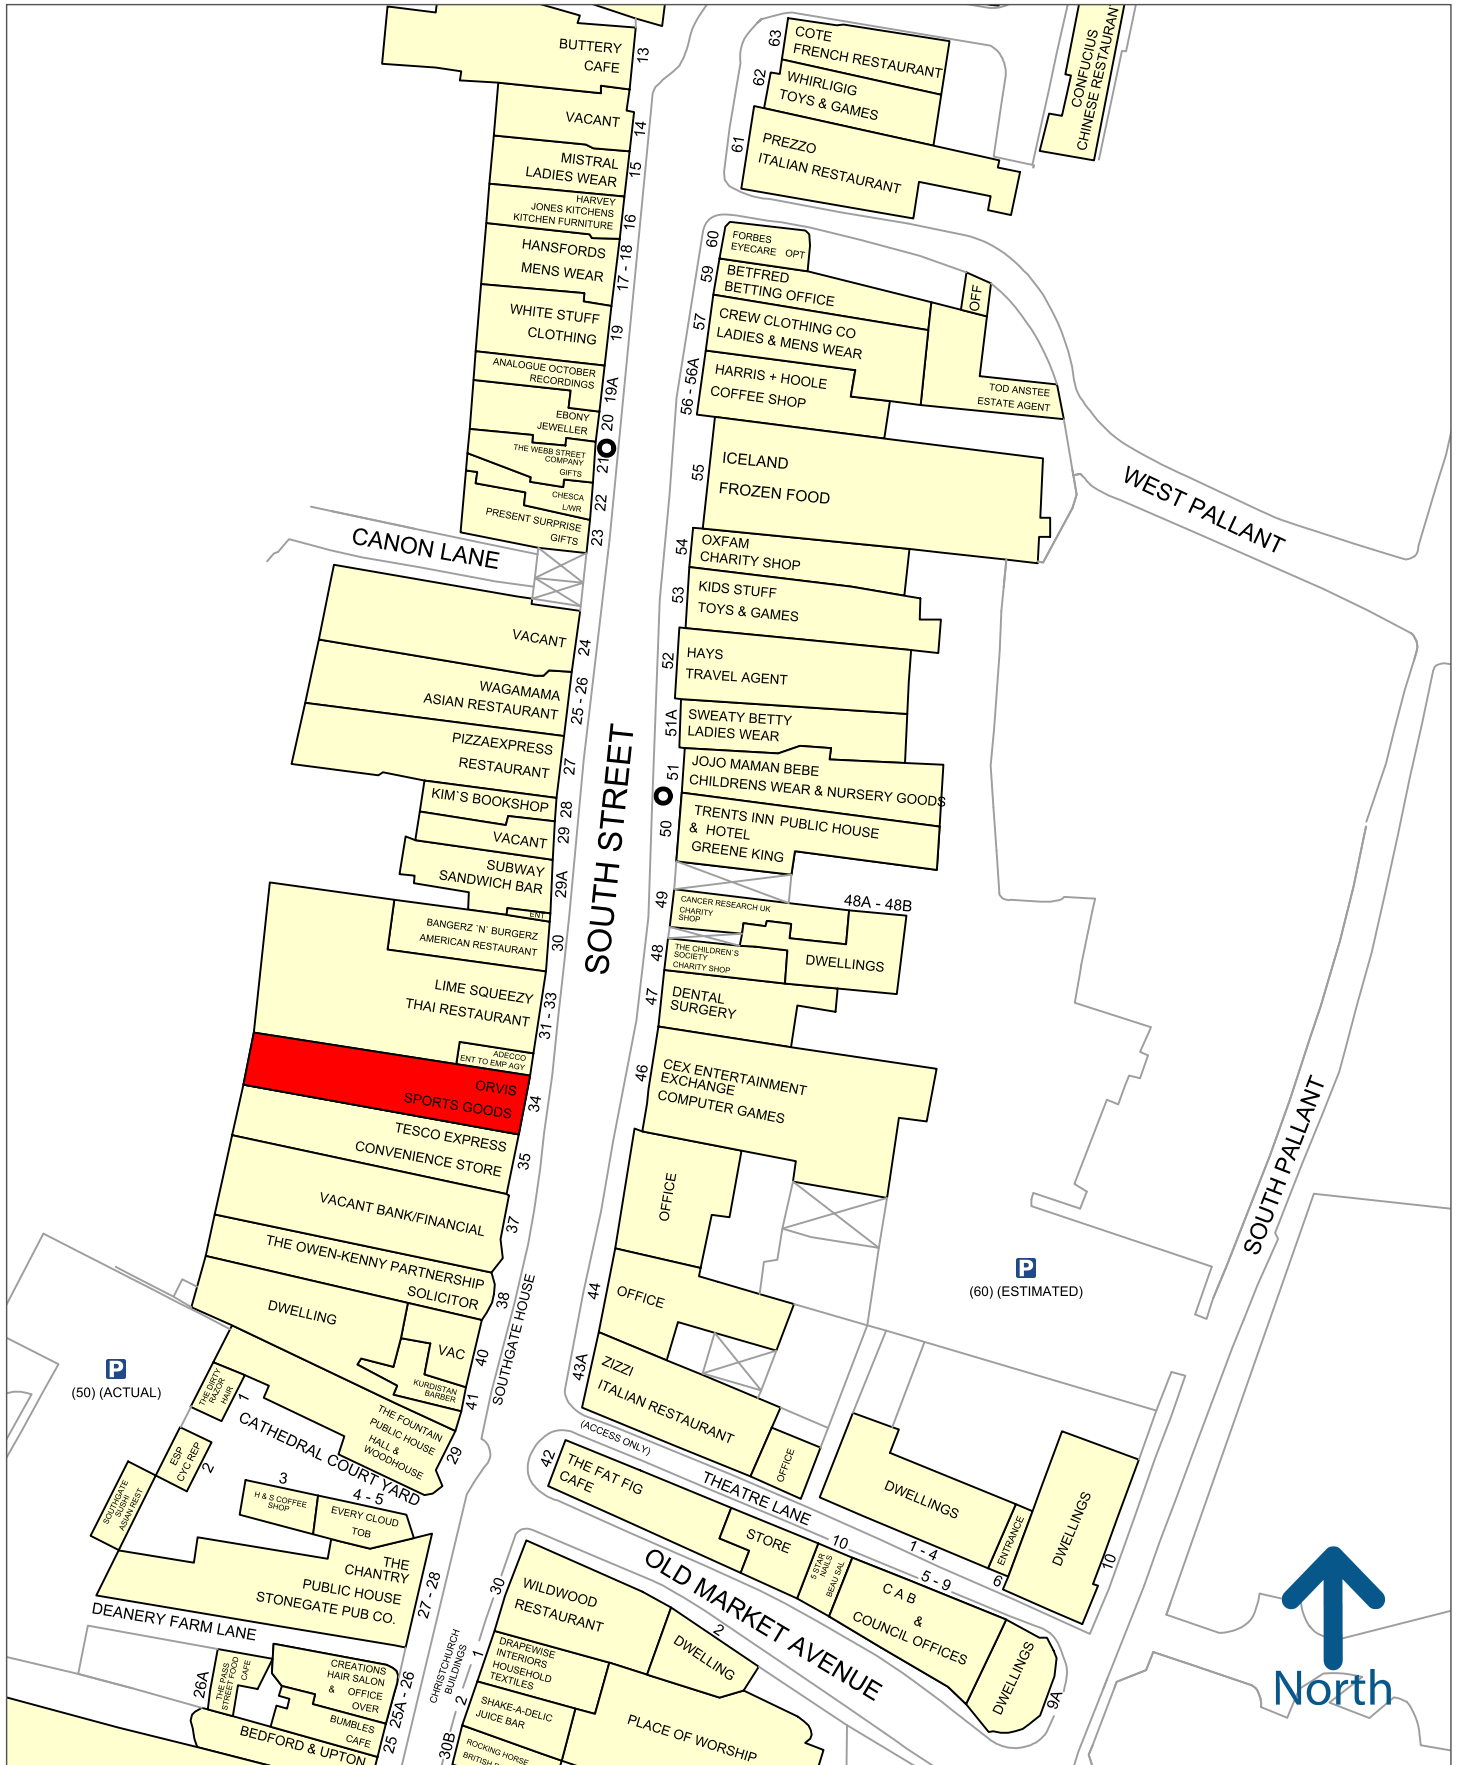 BUTTERY
CAFE
13
VACANT
14
MISTRAL
LADIES WEAR
15
HARVEY
JONES KITCHENS
KITCHEN FURNITURE
16
HANSFORDS
MENS WEAR
17 - 18
WHITE STUFF
CLOTHING
19
ANALOGUE OCTOBER
RECORDINGS
19A
EBONY
JEWELLER
20
THE WEBB STREET
COMPANY
GIFTS
21
CHESCA
L/WR
22
PRESENT SURPRISE
GIFTS
23
CANON LANE
VACANT
24
WAGAMAMA
ASIAN RESTAURANT
25 - 26
PIZZAEXPRESS
RESTAURANT
27
KIM`S BOOKSHOP
28
VACANT
29
SUBWAY
SANDWICH BAR
29A
ENT
BANGERZ `N` BURGERZ
AMERICAN RESTAURANT
30
LIME SQUEEZY
THAI RESTAURANT
31 - 33
ADECCO
ENT TO EMP AGY
ORVIS
SPORTS GOODS
34
TESCO EXPRESS
CONVENIENCE STORE
35
VACANT BANK/FINANCIAL
37
THE OWEN-KENNY PARTNERSHIP
SOLICITOR
38
DWELLING
VAC
40
KURDISTAN
BARBER
41
SOUTHGATE HOUSE
THE FOUNTAIN
PUBLIC HOUSE
HALL &
WOODHOUSE
29
THE DIRTY
RAZOR
HAIR
1
CATHEDRAL COURT YARD
ESP
CYC REP
2
SOUTHGATE
SUSHI
ASIAN REST
3
H & S COFFEE
SHOP
4 - 5
EVERY CLOUD
TOB
THE
CHANTRY
PUBLIC HOUSE
STONEGATE PUB CO.
27 - 28
DEANERY FARM LANE
26A
THE PASS
STREET FOOD
CAFE
CREATIONS
HAIR SALON
& OFFICE
OVER
25A - 26
BUMBLES
CAFE
25
BEDFORD & UPTON
P
(50) (ACTUAL)
SOUTH STREET
63
COTE
FRENCH RESTAURANT
62
WHIRLIGIG
TOYS & GAMES
61
PREZZO
ITALIAN RESTAURANT
CONFUCIUS
CHINESE RESTAURANT
60
FORBES
EYECARE OPT
59
BETFRED
BETTING OFFICE
OFF
57
CREW CLOTHING CO
LADIES & MENS WEAR
56 - 56A
HARRIS + HOOLE
COFFEE SHOP
TOD ANSTEE
ESTATE AGENT
55
ICELAND
FROZEN FOOD
WEST PALLANT
54
OXFAM
CHARITY SHOP
53
KIDS STUFF
TOYS & GAMES
52
HAYS
TRAVEL AGENT
51A
SWEATY BETTY
LADIES WEAR
51
JOJO MAMAN BEBE
CHILDRENS WEAR & NURSERY GOODS
50
TRENTS INN PUBLIC HOUSE
& HOTEL
GREENE KING
49
CANCER RESEARCH UK
CHARITY
SHOP
48A - 48B
DWELLINGS
48
THE CHILDREN`S
SOCIETY
CHARITY SHOP
47
DENTAL
SURGERY
46
CEX ENTERTAINMENT
EXCHANGE
COMPUTER GAMES
OFFICE
44
OFFICE
43A
ZIZZI
ITALIAN RESTAURANT
OFFICE
P
(60) (ESTIMATED)
SOUTH PALLANT
(ACCESS ONLY)
THEATRE LANE
42
THE FAT FIG
CAFE
STORE
10
5 STAR
NAILS
BEAU SAL
5 - 9
C A B
&
COUNCIL OFFICES
DWELLINGS
9A
1 - 4
DWELLINGS
ENTRANCE
6
DWELLINGS
10
OLD MARKET AVENUE
30
WILDWOOD
RESTAURANT
2
DWELLING
CHRISTCHURCH
BUILDINGS
1
DRAPEWISE
INTERIORS
HOUSEHOLD
TEXTILES
2
SHAKE-A-DELIC
JUICE BAR
30B
ROCKING HORSE
PLACE OF WORSHIP
North